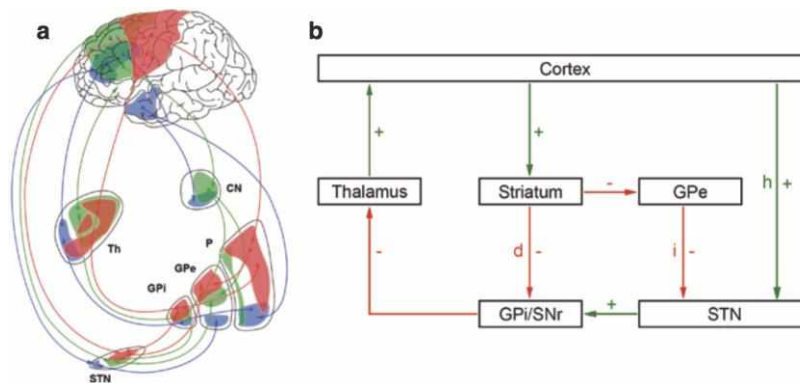 a
CN
Th
P
GPe
GPi
STN
b
Cortex
+
+
h
+
Thalamus
Striatum
-
GPe
-
d
-
i
-
GPi/SNr
+
STN